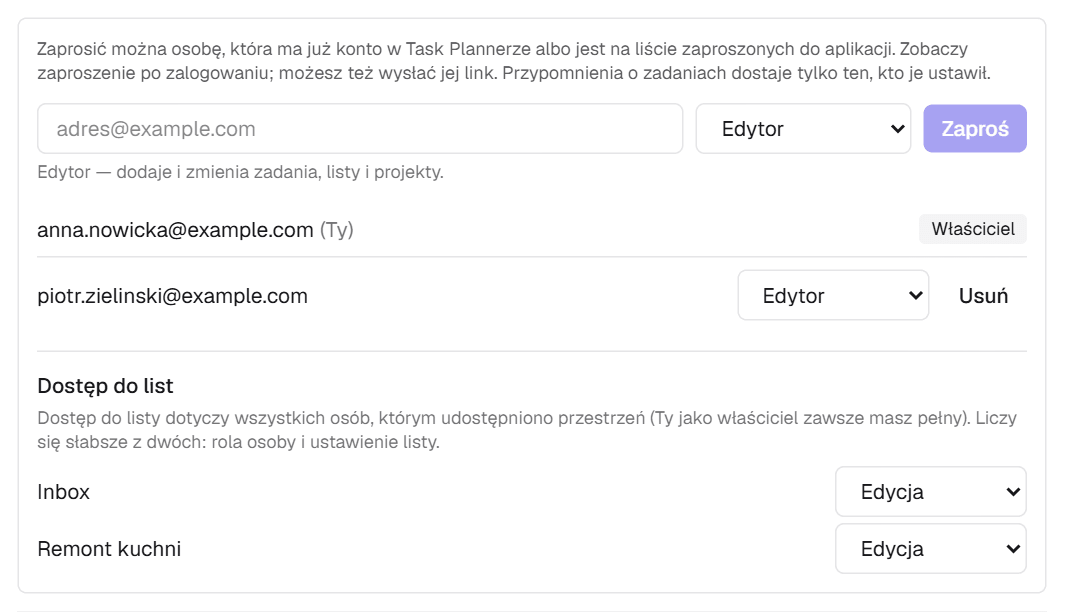 Zaprosić można osobę, która ma już konto w Task Plannerze albo jest na liście zaproszonych do aplikacji. Zobaczy
zaproszenie po zalogowaniu; możesz też wysłać jej link. Przypomnienia o zadaniach dostaje tylko ten, kto je ustawił.
adres@example.com
Edytor
Zaproś
Edytor — dodaje i zmienia zadania, listy i projekty.
anna.nowicka@example.com (Ty)
Właściciel
piotr.zielinski@example.com
Edytor
Usuń
Dostęp do list
Dostęp do listy dotyczy wszystkich osób, którym udostępniono przestrzeń (Ty jako właściciel zawsze masz pełny). Liczy
się słabsze z dwóch: rola osoby i ustawienie listy.
Inbox
Edycja
Remont kuchni
Edycja